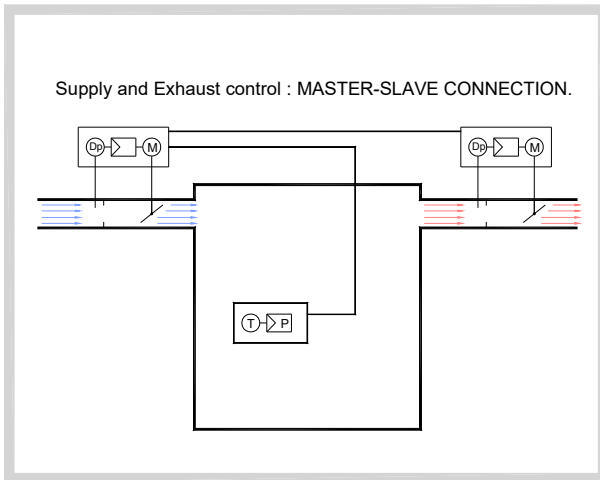 Supply and Exhaust control : MASTER-SLAVE CONNECTION.
Dp M Dp M
T P